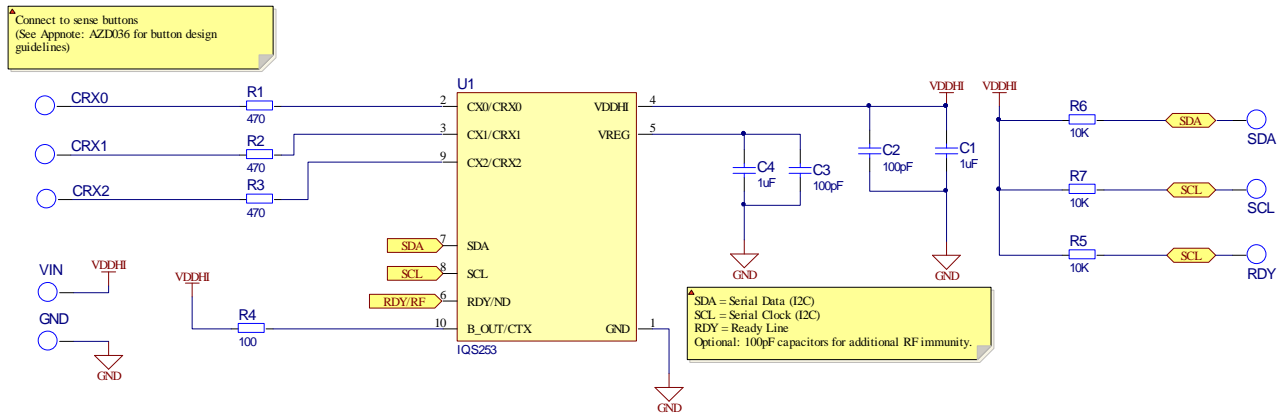 Connect to sense buttons
(See Appnote: AZD036 for button design
guidelines)
CRX0
R1
470
CRX1
R2
470
CRX2
R3
470
VIN
VDDHI
GND
GND
VDDHI
R4
100
SDA
SCL
RDY/RF
U1
2
CX0/CRX0
3
CX1/CRX1
9
CX2/CRX2
7
SDA
8
SCL
6
RDY/ND
10
B_OUT/CTX
VDDHI
4
VREG
5
GND
1
IQS253
GND
C4
1uF
C3
100pF
GND
C2
100pF
VDDHI
C1
1uF
GND
VDDHI
R6
10K
SDA
SDA
R7
10K
SCL
SCL
R5
10K
SCL
RDY
SDA = Serial Data (I2C)
SCL = Serial Clock (I2C)
RDY = Ready Line
Optional: 100pF capacitors for additional RF immunity.